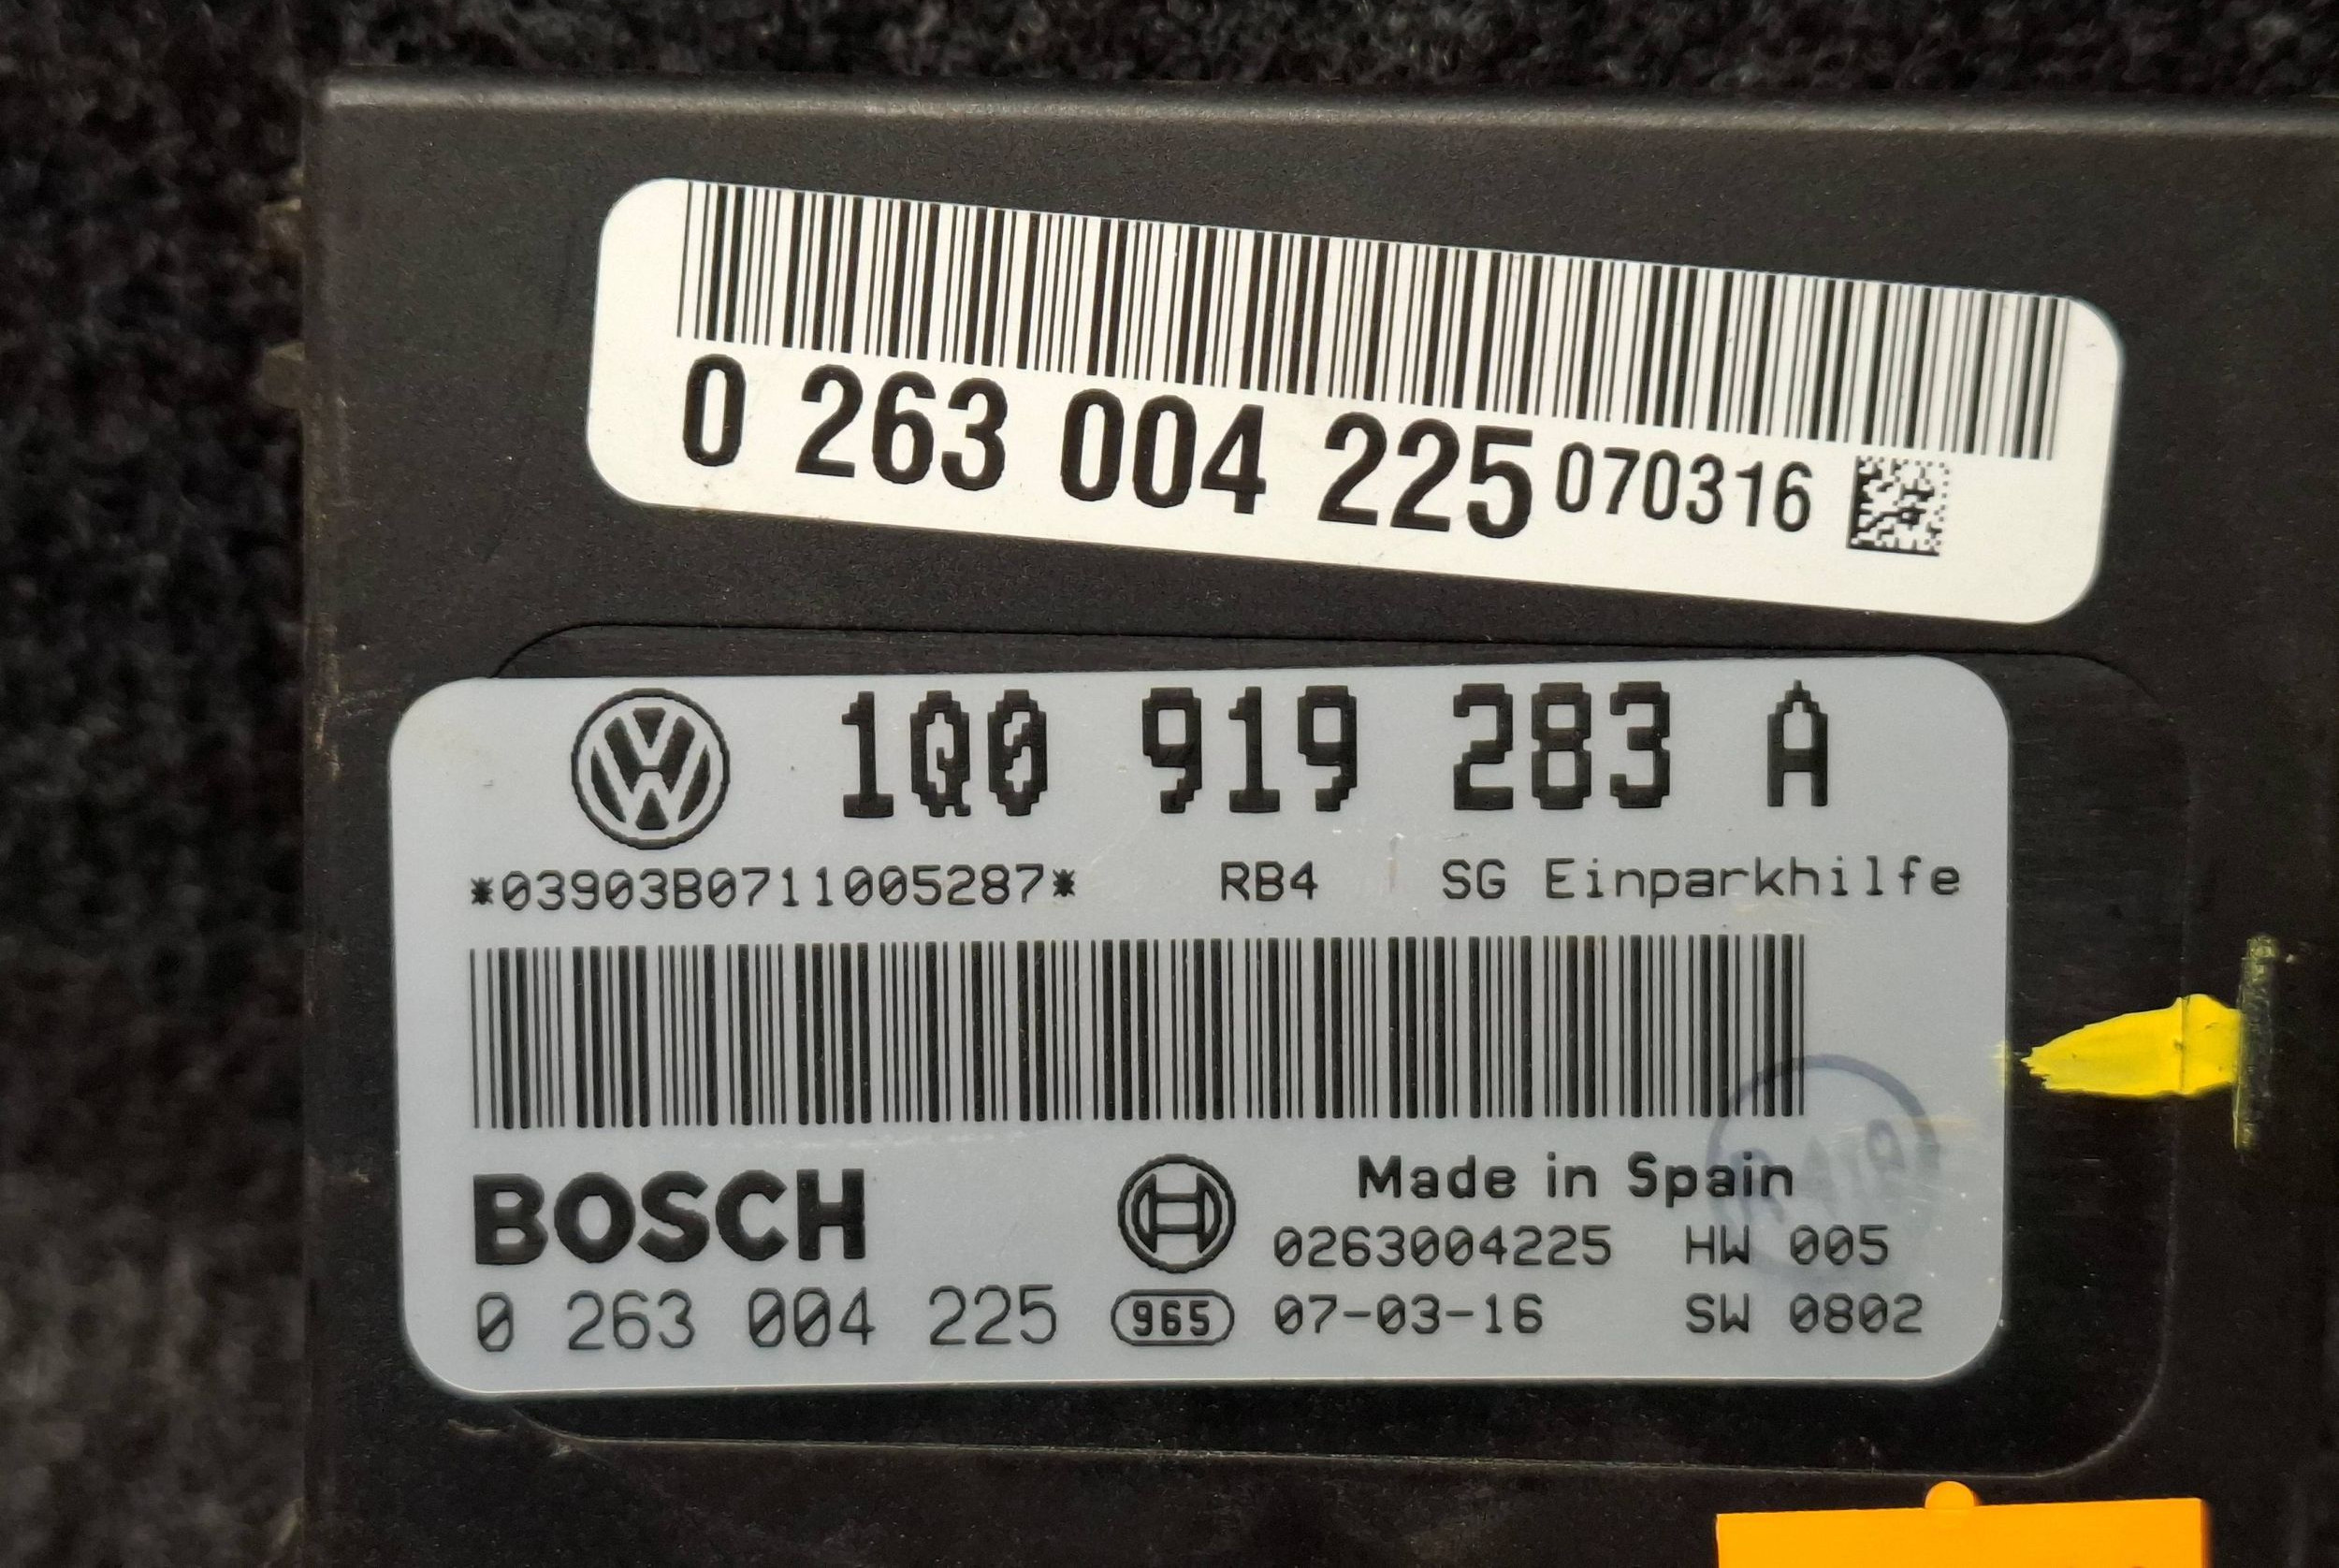 0 263 004 225 070316
1Q0 919 283 A
*03903B0711005287* RB4 SG Einparkhilfe
BOSCH
Made in Spain
0263004225 HW 005
0 263 004 225 965 07-03-16 SW 0802